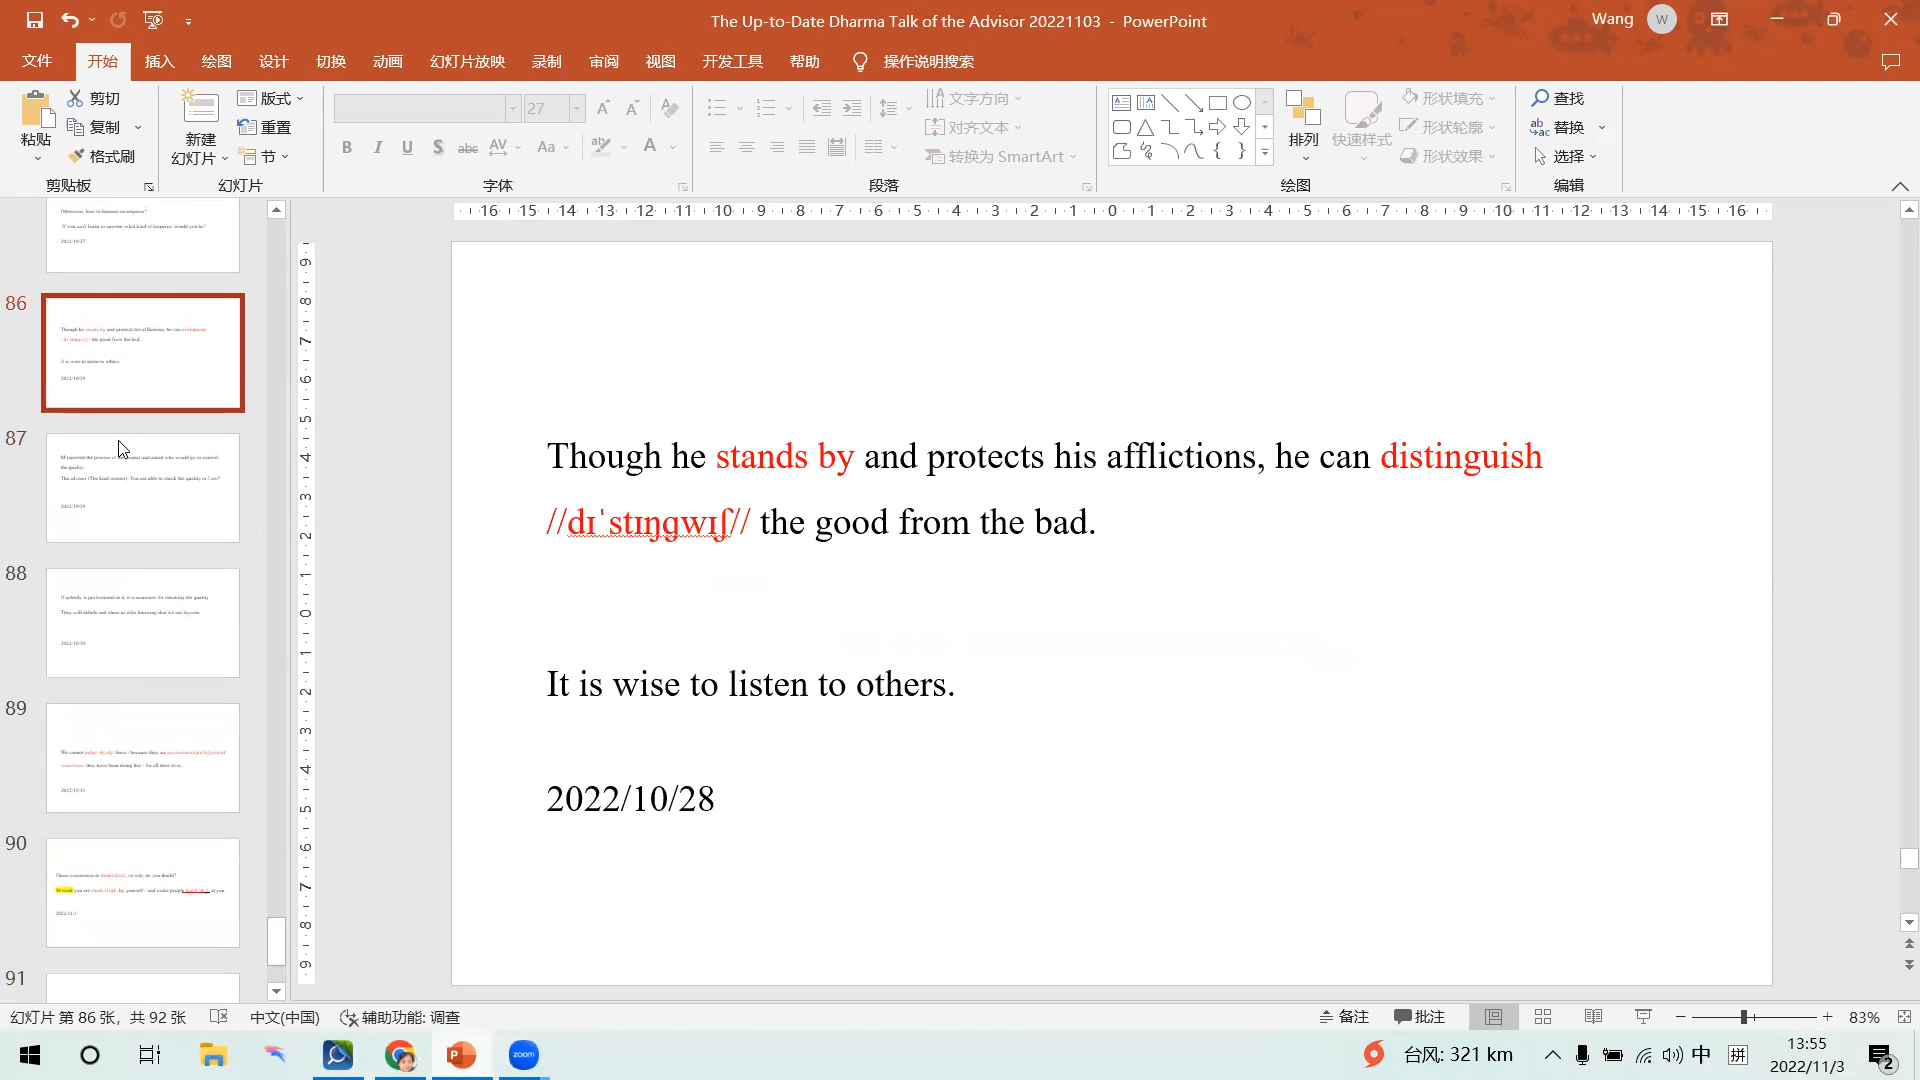 The Up-to-Date Dharma Talk of the Advisor 20221103 - PowerPoint
Wang
W
文件
开始
插入
绘图
设计
切换
动画
幻灯片放映
录制
审阅
视图
开发工具
帮助
操作说明搜索
粘贴
剪切
复制
格式刷
剪贴板
新建
幻灯片
版式
重置
节
幻灯片
27
字体
文字方向
对齐文本
转换为 SmartArt
段落
排列
快速样式
形状填充
形状轮廓
形状效果
绘图
查找
替换
选择
编辑
86
87
88
89
90
91
Though he stands by and protects his afflictions, he can distinguish
//dɪˈstɪŋɡwɪʃ// the good from the bad.
It is wise to listen to others.
2022/10/28
幻灯片 第 86 张，共 92 张
中文(中国)
辅助功能: 调查
备注
批注
83%
zoom
台风: 321 km
中
拼
13:55
2022/11/3
2